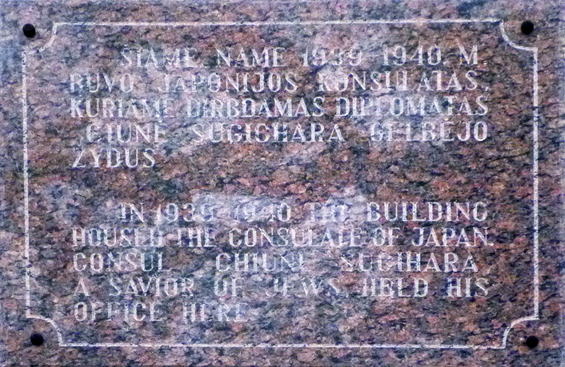 ŠIAME NAME 1939-1940 M.
BUVO JAPONIJOS KONSULATAS,
KURIAME DIRBDAMAS DIPLOMATAS
ČIUNE SUGIHARA GELBĖJO
ŽYDUS
IN 1939-1940 THE BUILDING
HOUSED THE CONSULATE OF JAPAN.
CONSUL CHIUNE SUGIHARA,
A SAVIOR OF JEWS, HELD HIS
OFFICE HERE